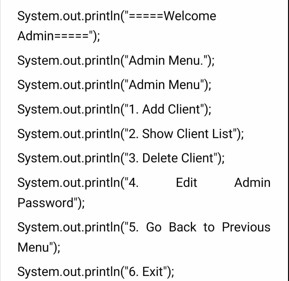 System.out.println("=====Welcome
Admin=====");
System.out.println("Admin Menu.");
System.out.println("Admin Menu");
System.out.println("1. Add Client");
System.out.println("2. Show Client List");
System.out.println("3. Delete Client");
System.out.println("4. Edit Admin
Password");
System.out.println("5. Go Back to Previous
Menu");
System.out.println("6. Exit");